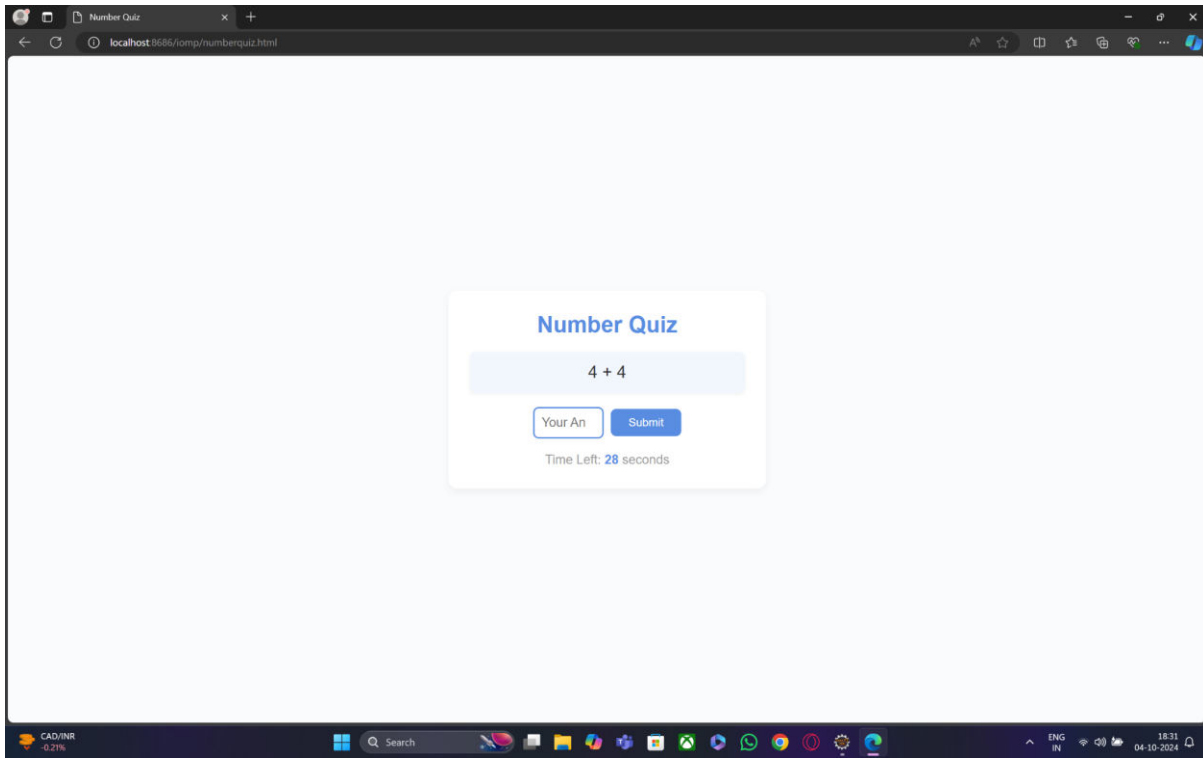 Number Quiz
localhost:8686/iomp/numberquiz.html
Number Quiz
4 + 4
Your An Submit
Time Left: 28 seconds
CAD/INR
-0.21%
Search
ENG
IN
18:31
04-10-2024